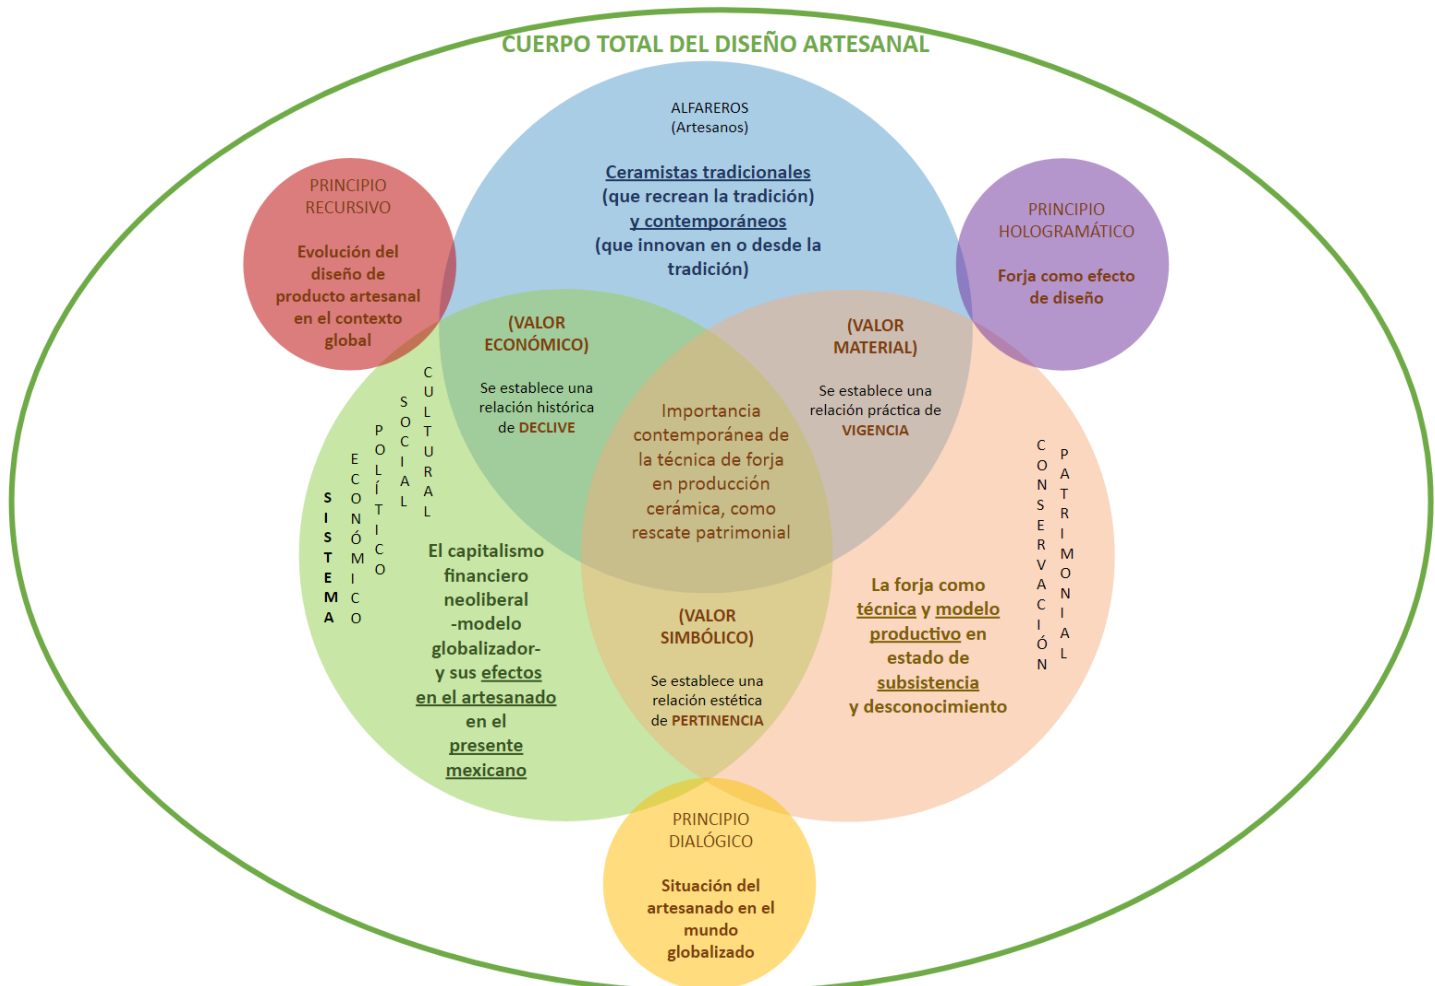 CUERPO TOTAL DEL DISEÑO ARTESANAL
ALFAREROS
(Artesanos)
Ceramistas tradicionales
(que recrean la tradición)
y contemporáneos
(que innovan en o desde la
tradición)
PRINCIPIO
RECURSIVO
Evolución del
diseño de
producto artesanal
en el contexto
global
PRINCIPIO
HOLOGRAMÁTICO
Forja como efecto
de diseño
(VALOR
ECONÓMICO)
Se establece una
relación histórica
de DECLIVE
(VALOR
MATERIAL)
Se establece una
relación práctica de
VIGENCIA
Importancia
contemporánea de
la técnica de forja
en producción
cerámica, como
rescate patrimonial
SISTEMA
ECONÓMICO
POLÍTICO
SOCIAL
CULTURAL
El capitalismo
financiero
neoliberal
-modelo
globalizador-
y sus efectos
en el artesanado
en el
presente
mexicano
(VALOR
SIMBÓLICO)
Se establece una
relación estética
de PERTINENCIA
La forja como
técnica y modelo
productivo en
estado de
subsistencia
y desconocimiento
CONSERVACIÓN
PATRIMONIAL
PRINCIPIO
DIALÓGICO
Situación del
artesanado en el
mundo
globalizado